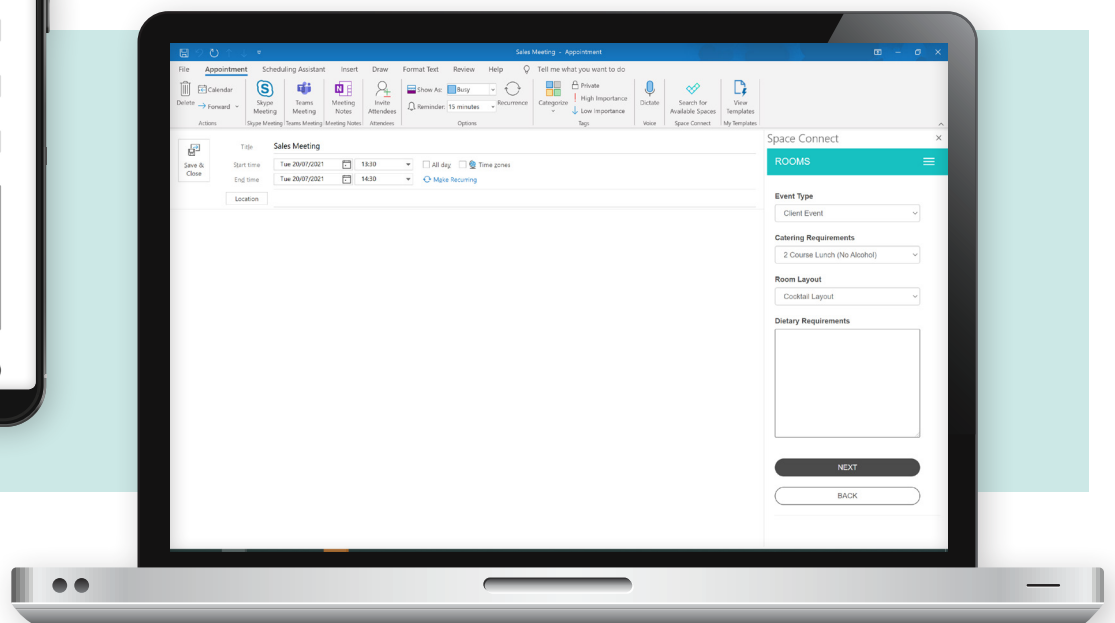 Sales Meeting - Appointment
File Appointment Scheduling Assistant Insert Draw Format Text Review Help Tell me what you want to do
Delete
Calendar
Forward
Actions
Skype Meeting
Skype Meeting
Teams Meeting
Teams Meeting
Meeting Notes
Meeting Notes
Invite Attendees
Attendees
Show As: Busy
Reminder: 15 minutes
Recurrence
Options
Categorize
Private
High Importance
Low Importance
Tags
Dictate
Voice
Search for Available Spaces
Space Connect
View Templates
My Templates
Save & Close
Title Sales Meeting
Start time Tue 20/07/2021 13:30 All day Time zones
End time Tue 20/07/2021 14:30 Make Recurring
Location
Space Connect
ROOMS
Event Type
Client Event
Catering Requirements
2 Course Lunch (No Alcohol)
Room Layout
Cocktail Layout
Dietary Requirements
NEXT
BACK